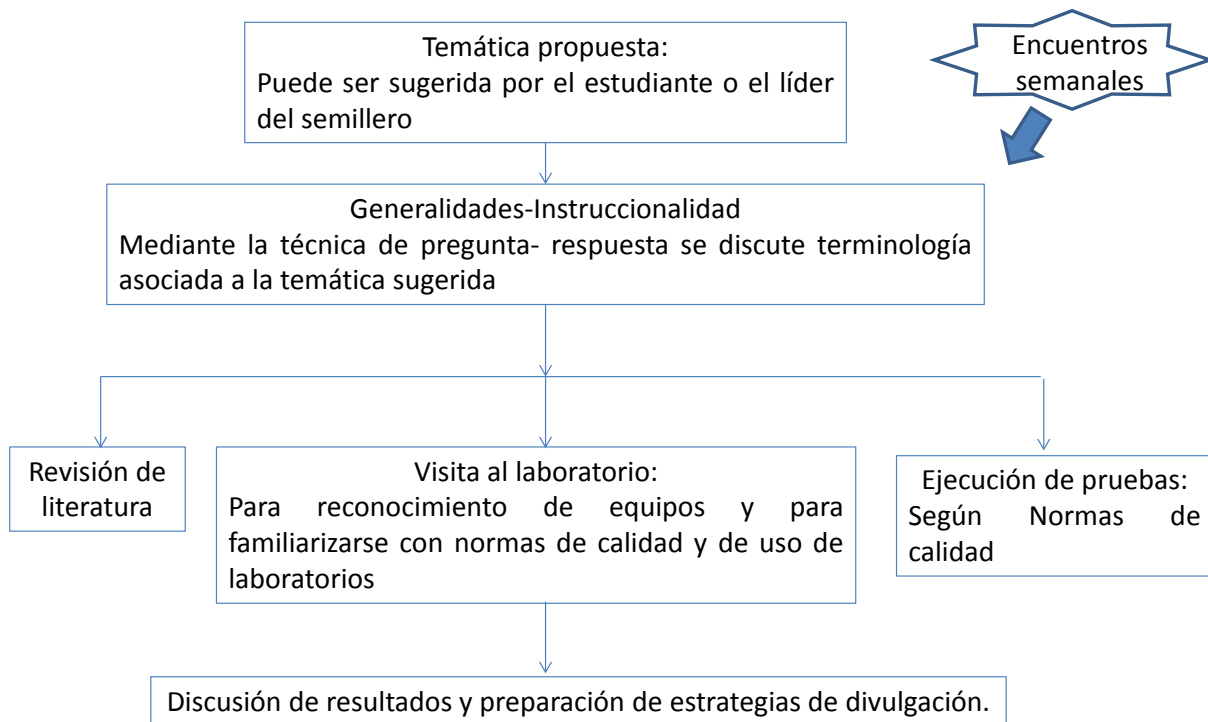 Temática propuesta:
Puede ser sugerida por el estudiante o el líder
del semillero
Encuentros
semanales
Generalidades-Instruccionalidad
Mediante la técnica de pregunta- respuesta se discute terminología
asociada a la temática sugerida
Revisión de
literatura
Visita al laboratorio:
Para reconocimiento de equipos y para
familiarizarse con normas de calidad y de uso de
laboratorios
Ejecución de pruebas:
Según Normas de
calidad
Discusión de resultados y preparación de estrategias de divulgación.